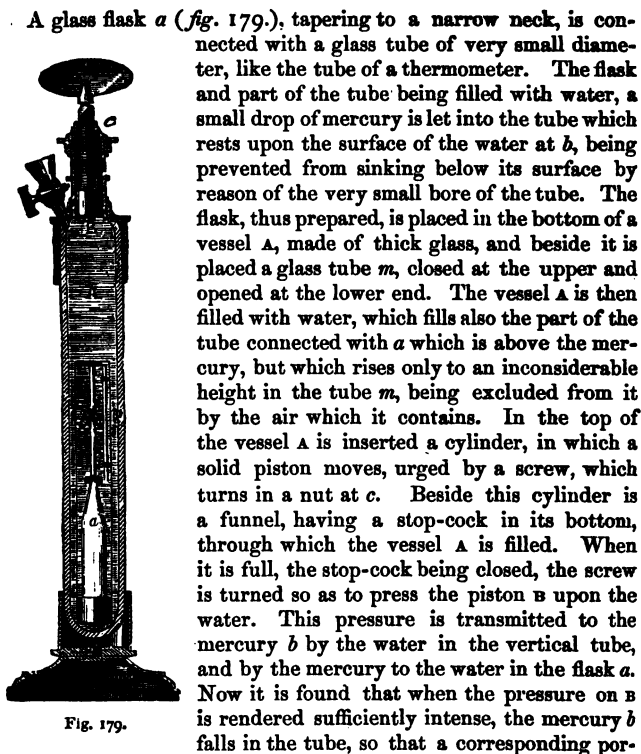 A glass flask a (fig. 179.), tapering to a narrow neck, is con-
nected with a glass tube of very small diame-
ter, like the tube of a thermometer. The flask
and part of the tube being filled with water, a
small drop of mercury is let into the tube which
rests upon the surface of the water at b, being
prevented from sinking below its surface by
reason of the very small bore of the tube. The
flask, thus prepared, is placed in the bottom of a
vessel A, made of thick glass, and beside it is
placed a glass tube m, closed at the upper and
opened at the lower end. The vessel A is then
filled with water, which fills also the part of the
tube connected with a which is above the mer-
cury, but which rises only to an inconsiderable
height in the tube m, being excluded from it
by the air which it contains. In the top of
the vessel A is inserted a cylinder, in which a
solid piston moves, urged by a screw, which
turns in a nut at c. Beside this cylinder is
a funnel, having a stop-cock in its bottom,
through which the vessel A is filled. When
it is full, the stop-cock being closed, the screw
is turned so as to press the piston B upon the
water. This pressure is transmitted to the
mercury b by the water in the vertical tube,
and by the mercury to the water in the flask a.
Now it is found that when the pressure on B
is rendered sufficiently intense, the mercury b
falls in the tube, so that a corresponding por-
c
a
Fig. 179.